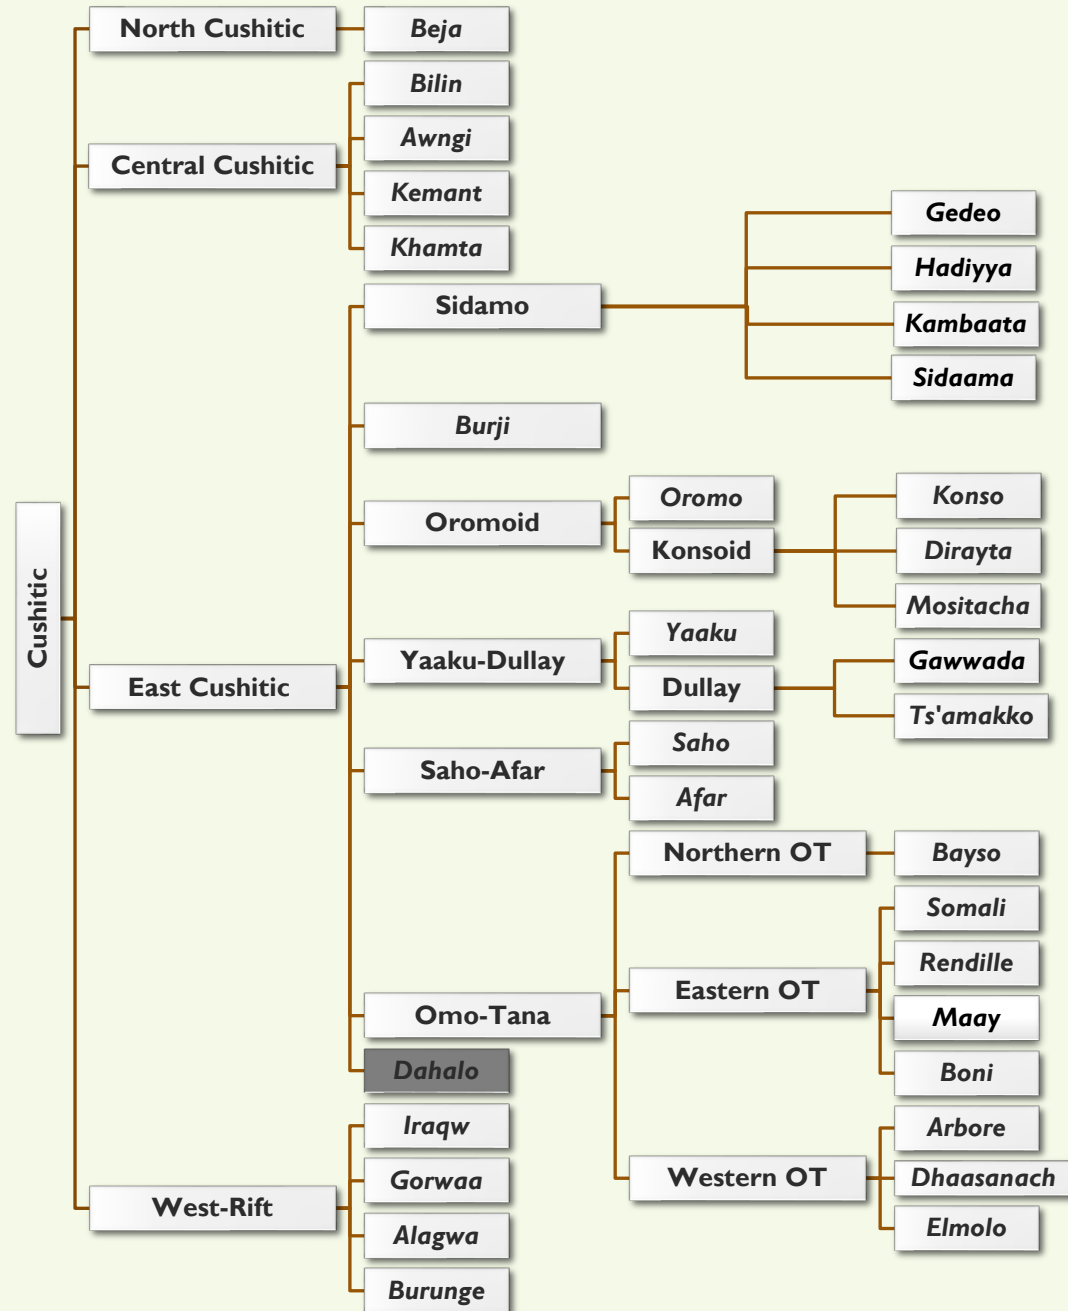 North Cushitic
Beja
Bilin
Awngi
Central Cushitic
Kemant
Khamta
Gedeo
Hadiyya
Sidamo
Kambaata
Sidaama
Burji
Oromo
Konso
Oromoid
Konsoid
Dirayta
Mositacha
Cushitic
Yaaku
Yaaku-Dullay
Gawwada
East Cushitic
Dullay
Ts'amakko
Saho
Saho-Afar
Afar
Northern OT
Bayso
Somali
Rendille
Eastern OT
Omo-Tana
Maay
Dahalo
Boni
Iraqw
Arbore
Gorwaa
Western OT
Dhaasanach
West-Rift
Alagwa
Elmolo
Burunge